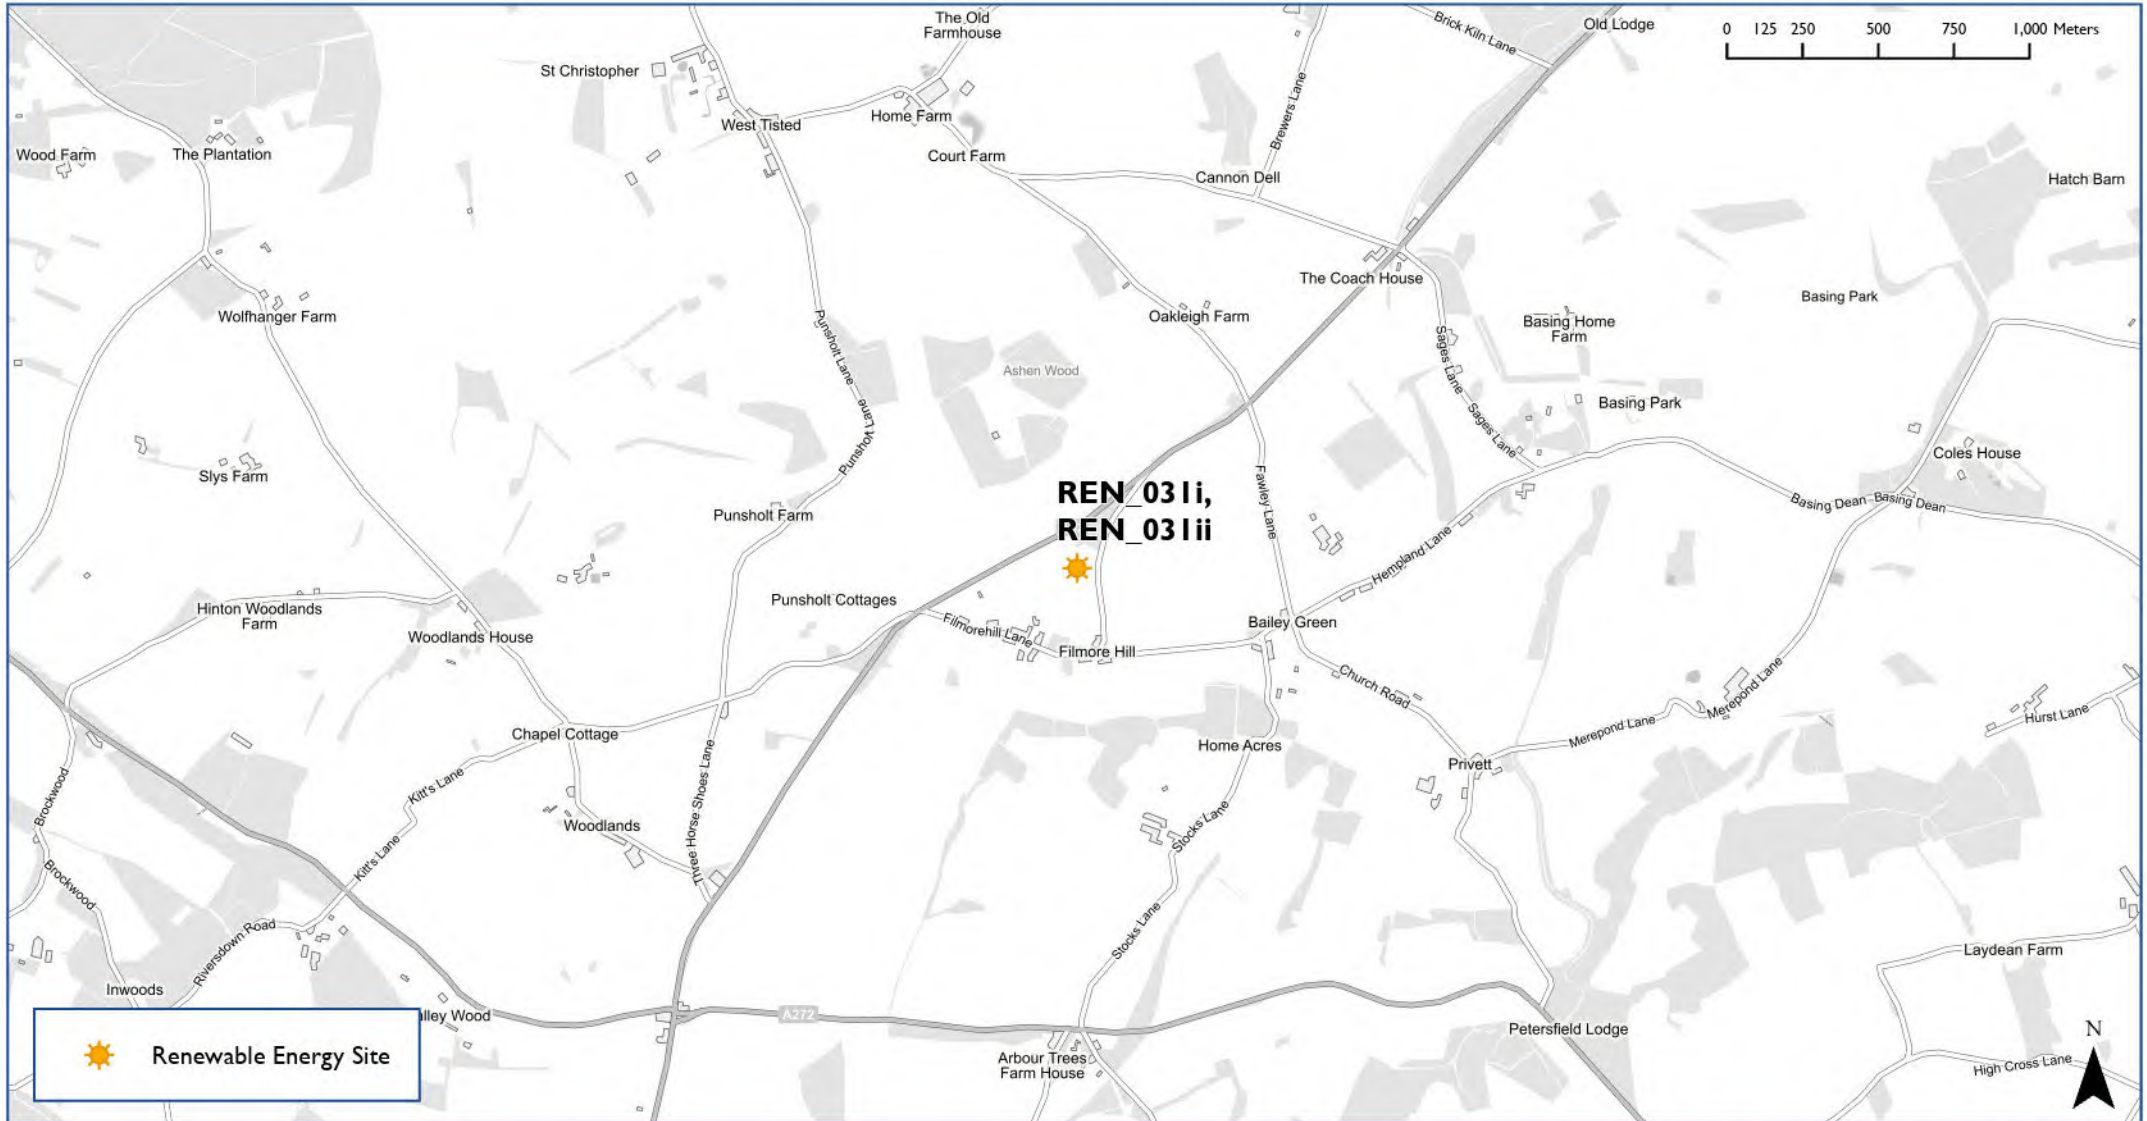 The Old
Farmhouse
Brick Kiln Lane
Old Lodge
0 125 250 500 750 1,000 Meters
St Christopher
West Tisted
Home Farm
Brewers Lane
Wood Farm
The Plantation
Court Farm
Cannon Dell
Hatch Barn
The Coach House
Basing Park
Wolfhanger Farm
Punsholt Lane
Oakleigh Farm
Basing Home
Farm
Sages Lane
Ashen Wood
Basing Park
Punsholt Lane
Sages Lane
Slys Farm
Coles House
REN_031i,
REN_031ii
Fawley Lane
Basing Dean
Basing Dean
Punsholt Farm
Hempland Lane
Hinton Woodlands
Farm
Punsholt Cottages
Woodlands House
Filmorehill Lane
Filmore Hill
Bailey Green
Church Road
Merepond Lane
Merepond Lane
Hurst Lane
Chapel Cottage
Home Acres
Privett
Kitt's Lane
Three Horse Shoes Lane
Brockwood
Woodlands
Stocks Lane
Kitt's Lane
Brockwood
Riversdown Road
Stocks Lane
Laydean Farm
Inwoods
lley Wood
A272
Petersfield Lodge
Arbour Trees
Farm House
High Cross Lane
N
Renewable Energy Site